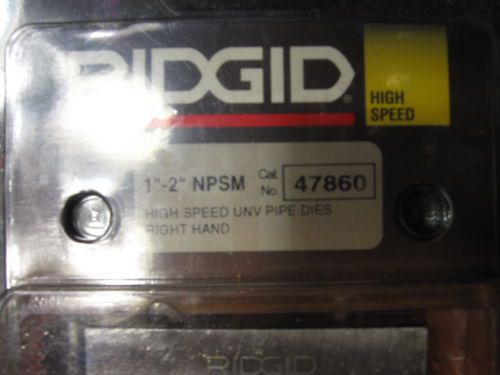 RIDGID
HIGH
SPEED
1"-2" NPSM
Cat.
No.
47860
HIGH SPEED UNV PIPE DIES
RIGHT HAND
RIDGID